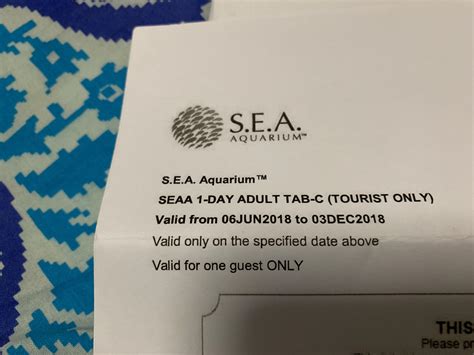 S.E.A.
AQUARIUM™
S.E.A. Aquarium™
SEAA 1-DAY ADULT TAB-C (TOURIST ONLY)
Valid from 06JUN2018 to 03DEC2018
Valid only on the specified date above
Valid for one guest ONLY
THIS
Please pr